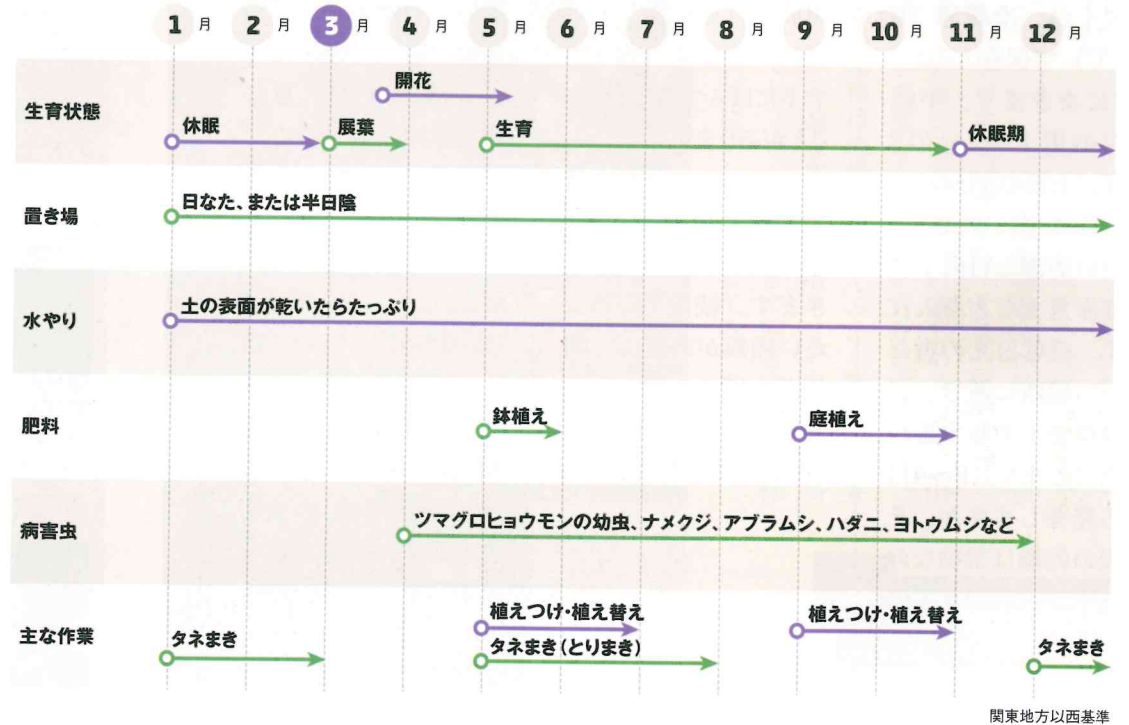 1月 2月 3月 4月 5月 6月 7月 8月 9月 10月 11月 12月
生育状態
開花
休眠 展葉 生育 休眠期
置き場
日なた、または半日陰
水やり
土の表面が乾いたらたっぷり
肥料
鉢植え 庭植え
病害虫
ツマグロヒョウモンの幼虫、ナメクジ、アブラムシ、ハダニ、ヨトウムシなど
主な作業
植えつけ・植え替え 植えつけ・植え替え
タネまき タネまき(とりまき) タネまき
関東地方以西基準